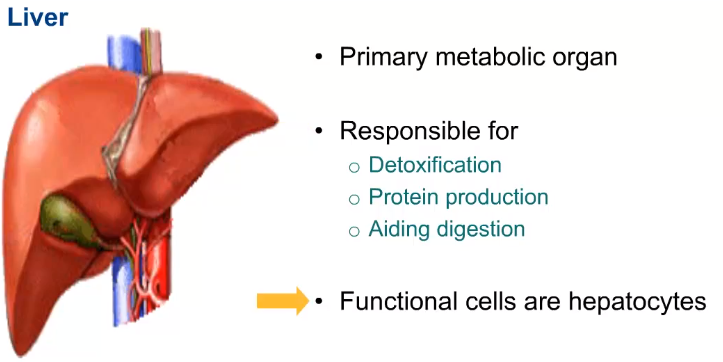 Liver
• Primary metabolic organ
• Responsible for
○ Detoxification
○ Protein production
○ Aiding digestion
• Functional cells are hepatocytes